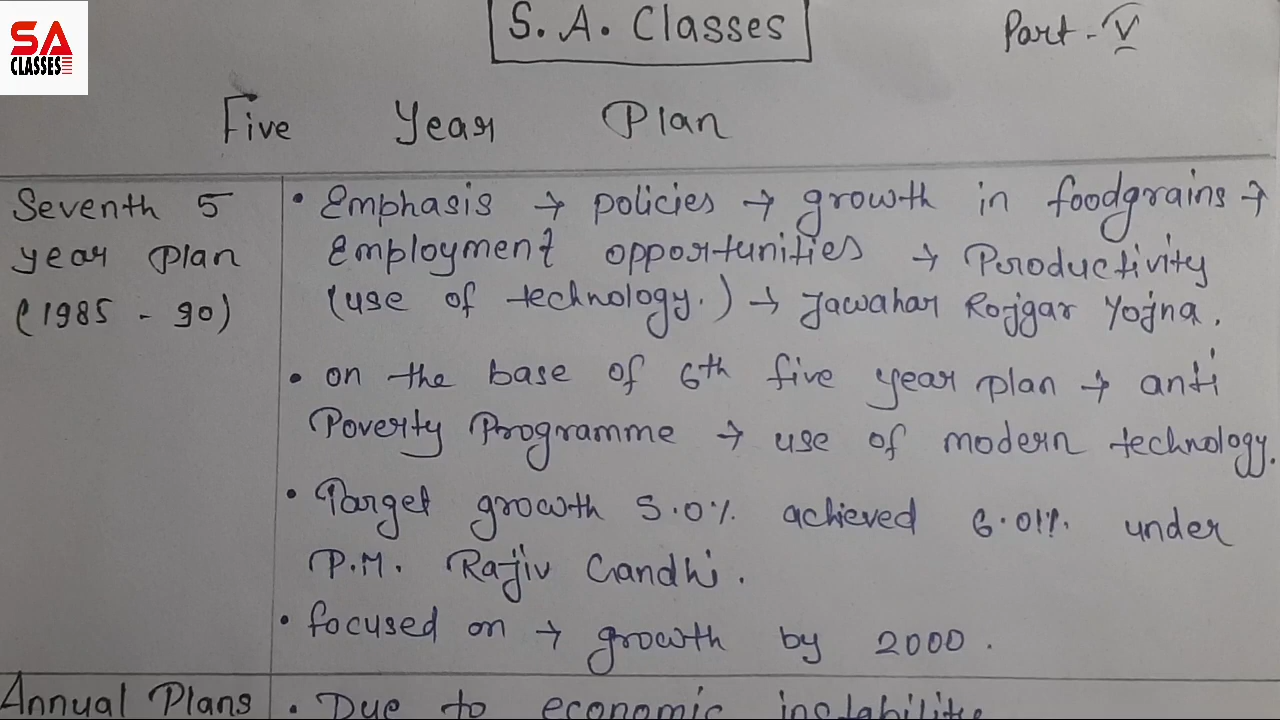 SA
CLASSES
S. A. Classes
Part - V
Five Year Plan
Seventh 5
year Plan
(1985 - 90)
• Emphasis → policies → growth in foodgrains →
Employment opportunities → Productivity
(use of technology.) → Jawahar Rojgar Yojna.
• on the base of 6th five year plan → anti
Poverty Programme → use of modern technology.
• Target growth 5.0% achieved 6.01% under
P.M. Rajiv Gandhi.
• focused on → growth by 2000.
Annual Plans
• Due to economic